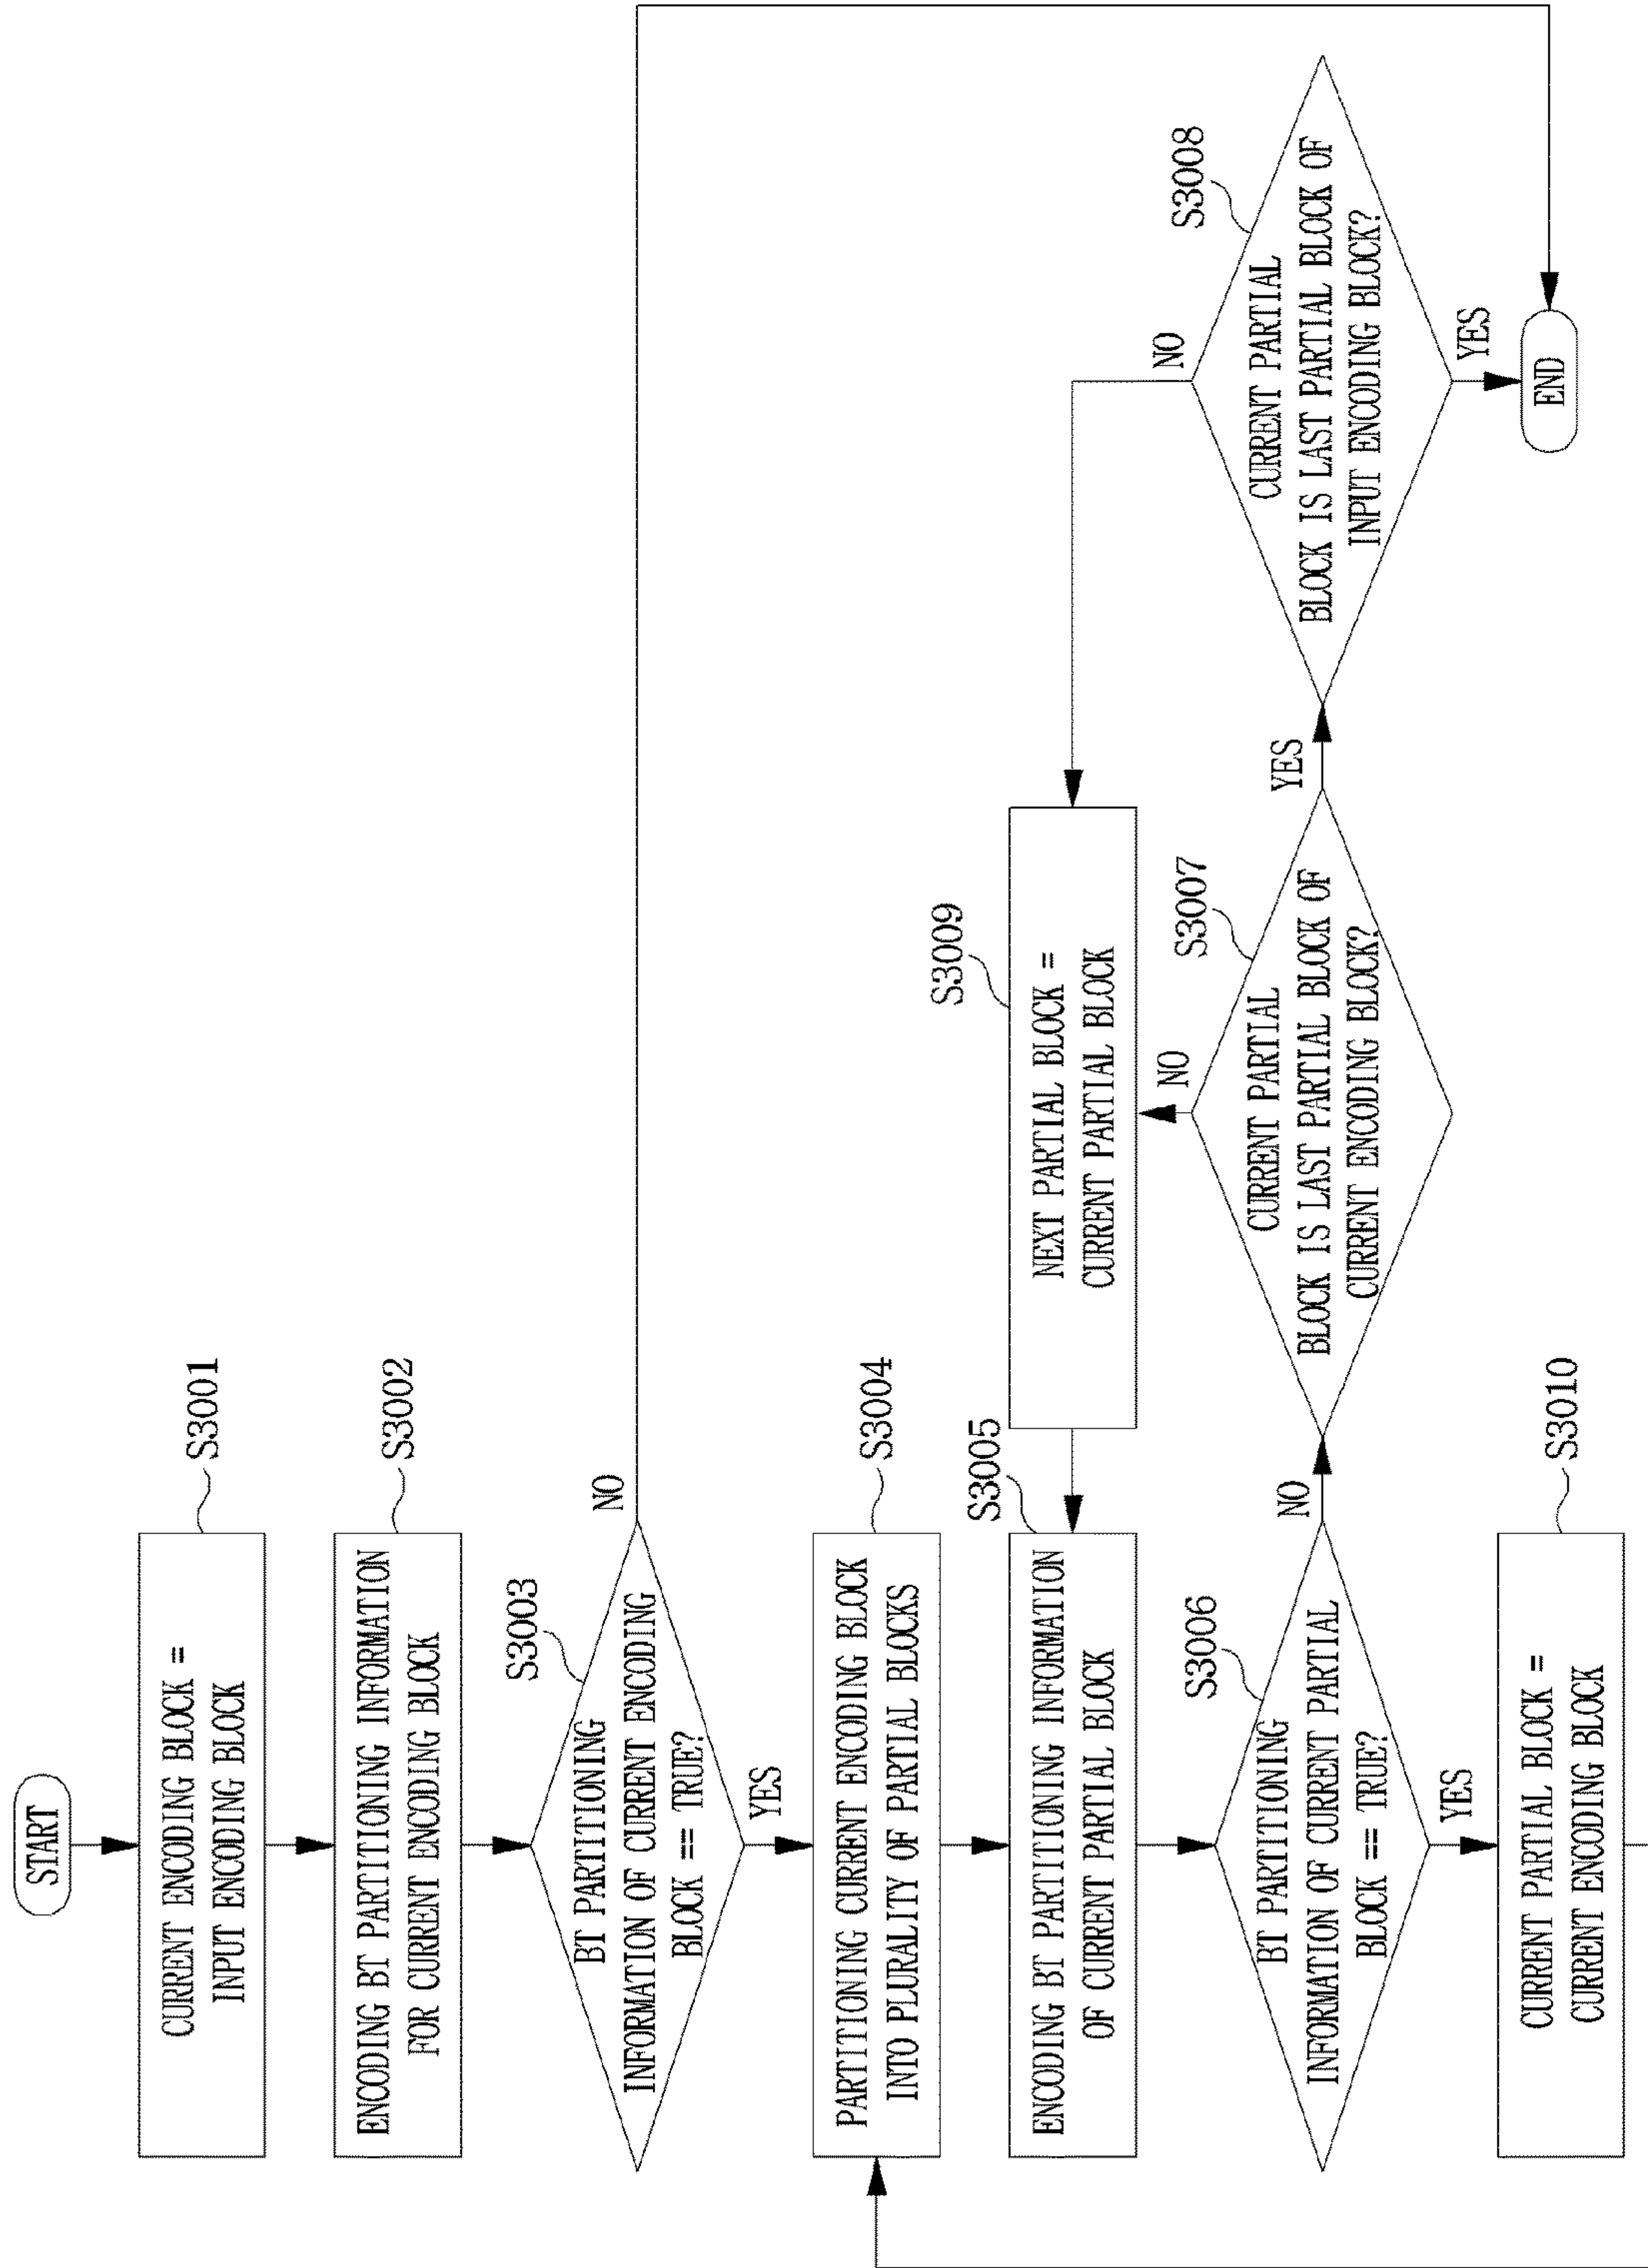 START
CURRENT ENCODING BLOCK =
INPUT ENCODING BLOCK
S3001
ENCODING BT PARTITION INFORMATION
FOR CURRENT ENCODING BLOCK
S3002
BT PARTITIONING
INFORMATION OF CURRENT ENCODING
BLOCK == TRUE?
S3003
NO
YES
PARTITIONING CURRENT ENCODING BLOCK
INTO PLURALITY OF PARTIAL BLOCKS
S3004
ENCODING BT PARTITION INFORMATION
OF CURRENT PARTIAL BLOCK
S3005
BT PARTITIONING
INFORMATION OF CURRENT PARTIAL
BLOCK == TRUE?
S3006
NO
YES
CURRENT PARTIAL BLOCK =
CURRENT ENCODING BLOCK
S3010
NEXT PARTIAL BLOCK =
CURRENT PARTIAL BLOCK
S3009
NO
CURRENT PARTIAL
BLOCK IS LAST PARTIAL BLOCK OF
CURRENT ENCODING BLOCK?
S3007
YES
NO
CURRENT PARTIAL
BLOCK IS LAST PARTIAL BLOCK OF
INPUT ENCODING BLOCK?
S3008
YES
END